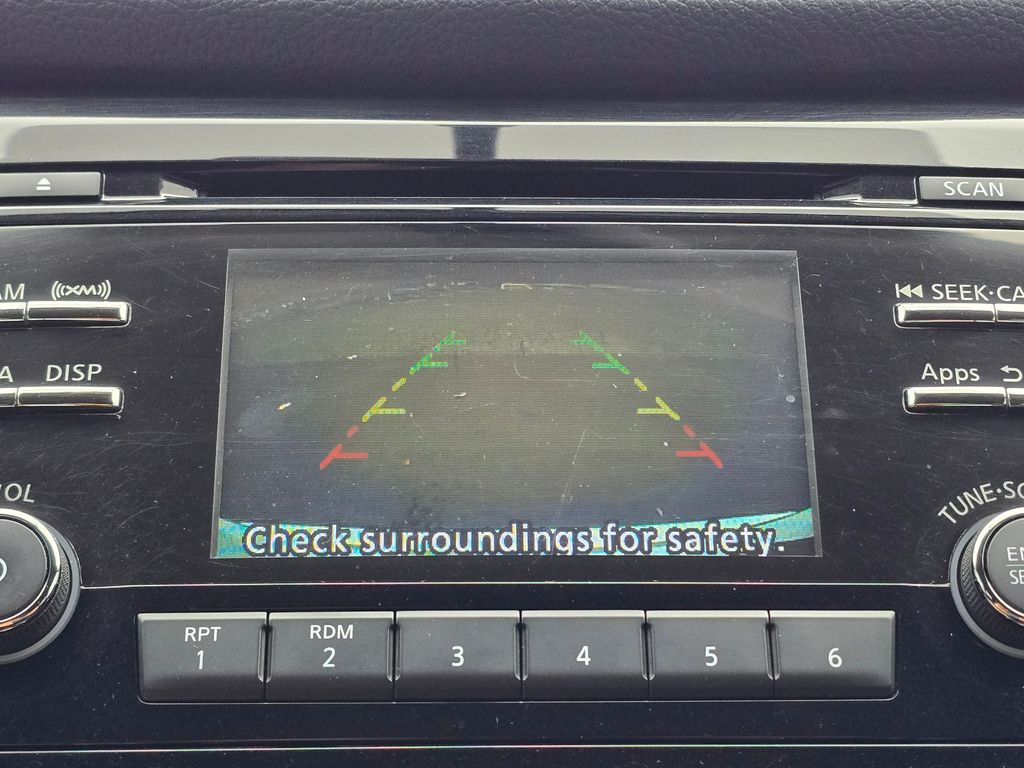 SCAN
AM
XM
SEEK·CA
A
DISP
Apps
VOL
TUNE·SC
Check surroundings for safety.
RPT
1
RDM
2
3
4
5
6